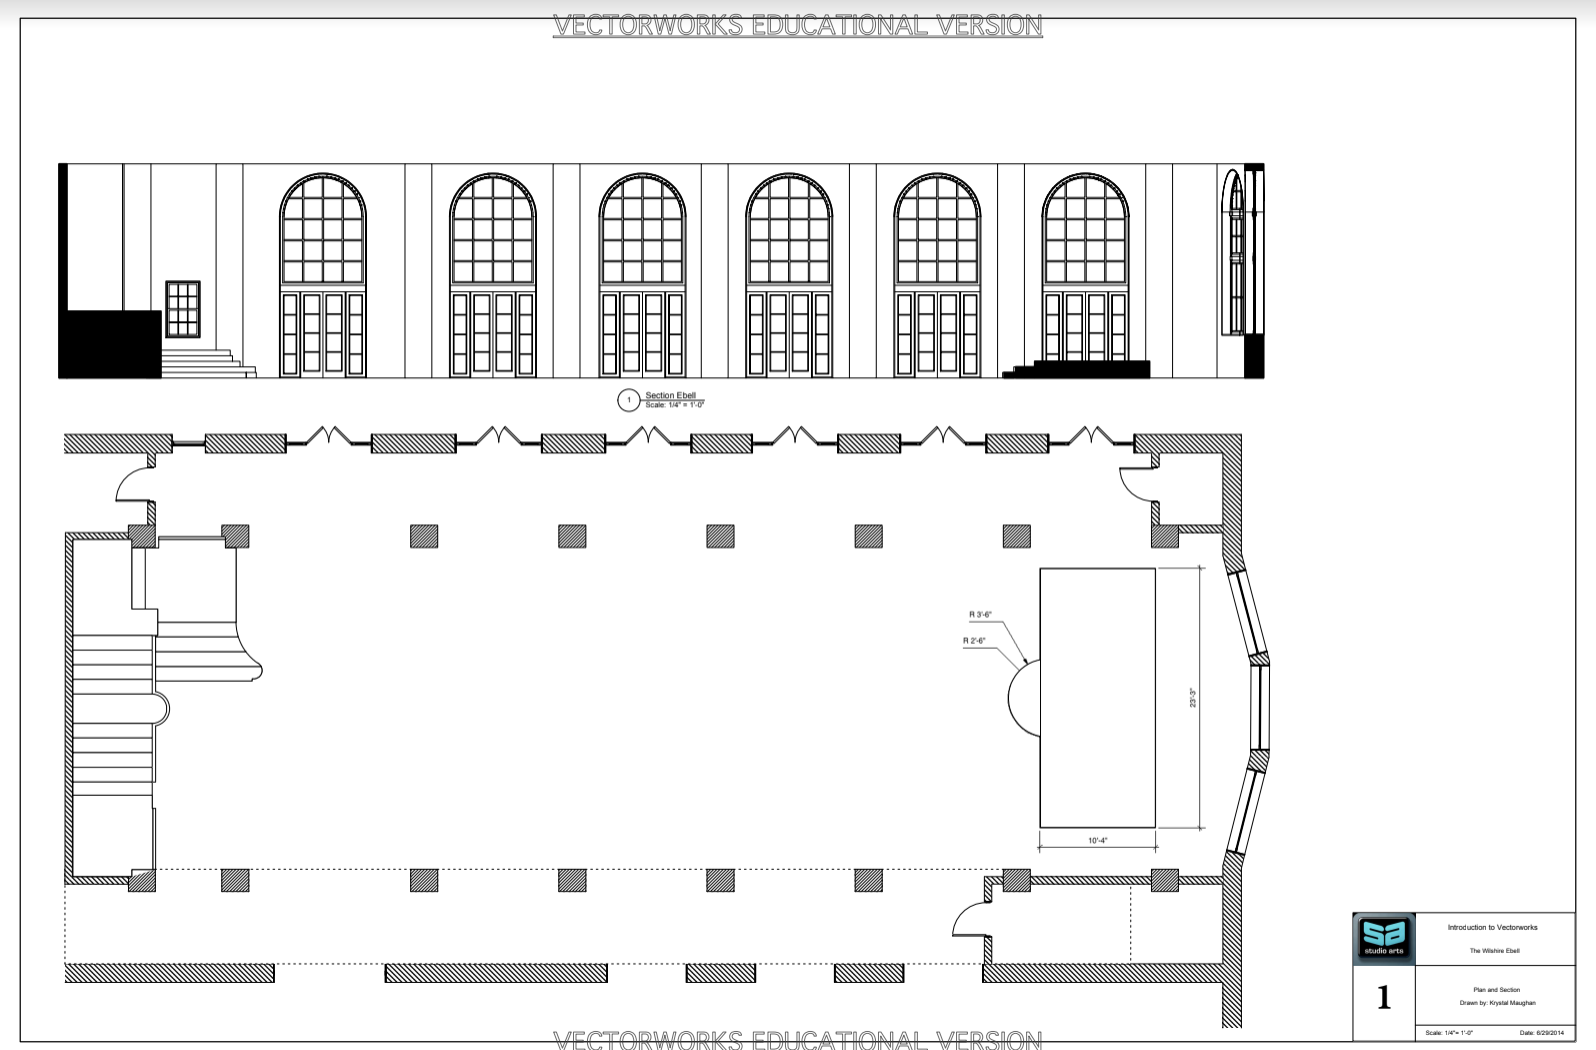 VECTORWORKS EDUCATIONAL VERSION
1
Section Ebell
Scale: 1/4" = 1'-0"
R 3'-6"
R 2'-6"
23'-3"
10'-4"
sa
studio arts
Introduction to Vectorworks
The Wilshire Ebell
1
Plan and Section
Drawn by: Krystal Maughan
Scale: 1/4"= 1'-0"
Date: 6/29/2014
VECTORWORKS EDUCATIONAL VERSION